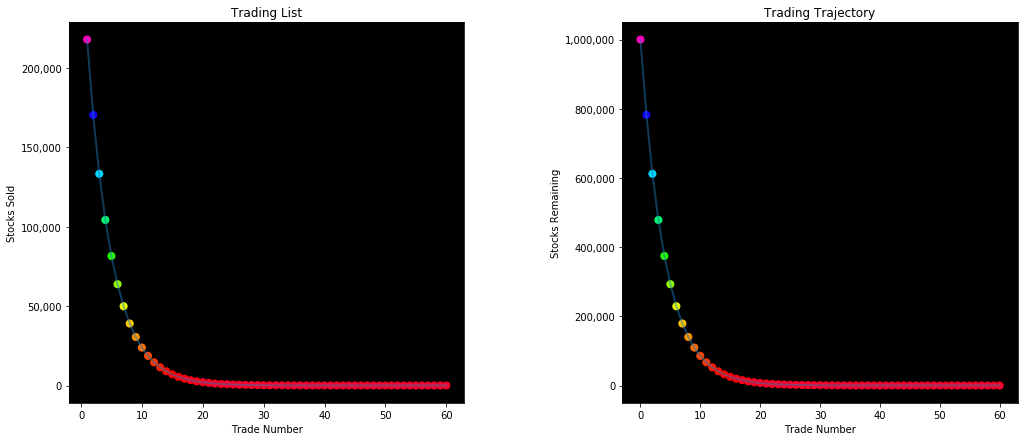 Trading List
Stocks Sold
200,000
150,000
100,000
50,000
0
0 10 20 30 40 50 60
Trade Number
Trading Trajectory
Stocks Remaining
1,000,000
800,000
600,000
400,000
200,000
0
0 10 20 30 40 50 60
Trade Number